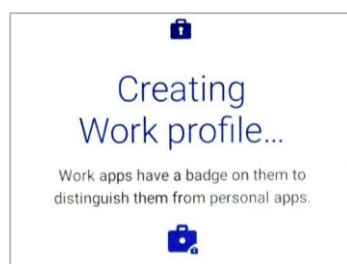 Creating
Work profile...
Work apps have a badge on them to
distinguish them from personal apps.